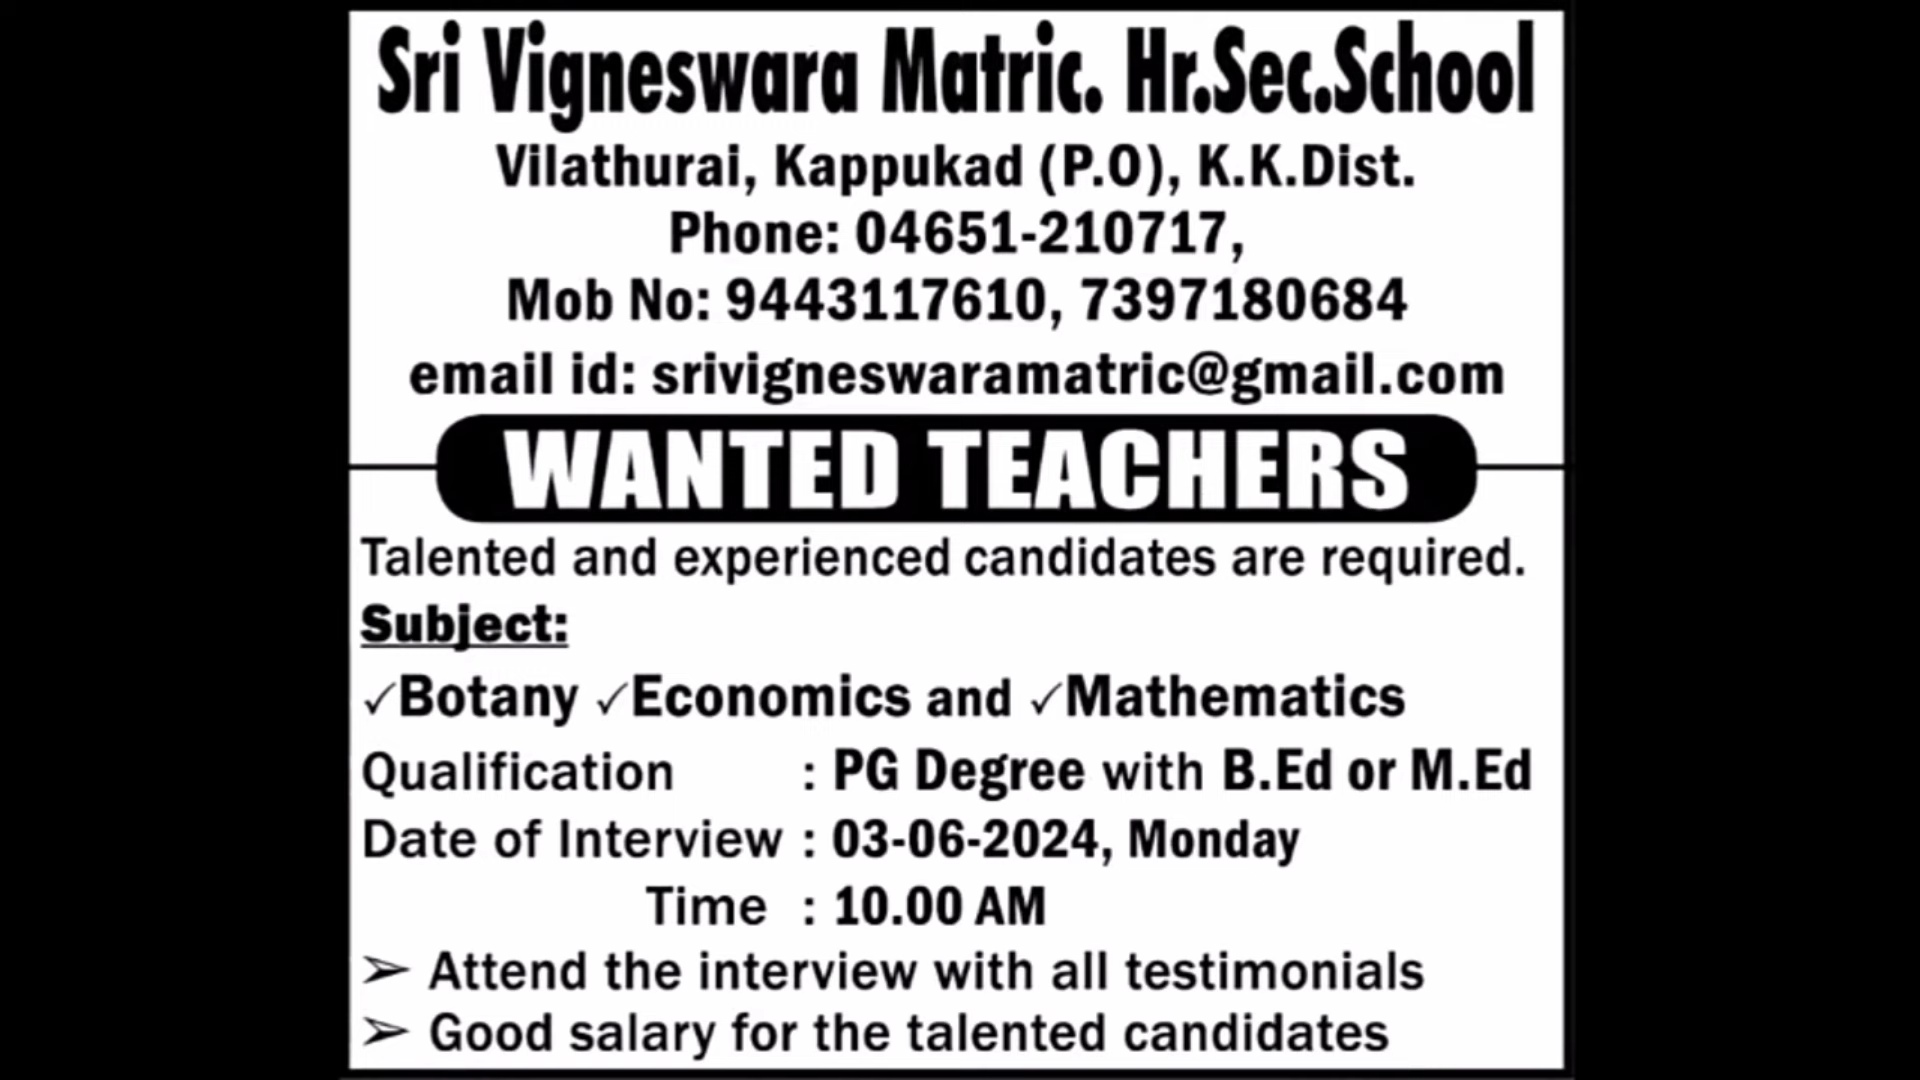 Sri Vigneswara Matric. Hr.Sec.School
Vilathurai, Kappukad (P.O), K.K.Dist.
Phone: 04651-210717,
Mob No: 9443117610, 7397180684
email id: srivigneswaramatric@gmail.com
WANTED TEACHERS
Talented and experienced candidates are required.
Subject:
✓Botany ✓Economics and ✓Mathematics
Qualification : PG Degree with B.Ed or M.Ed
Date of Interview : 03-06-2024, Monday
Time : 10.00 AM
➢ Attend the interview with all testimonials
➢ Good salary for the talented candidates